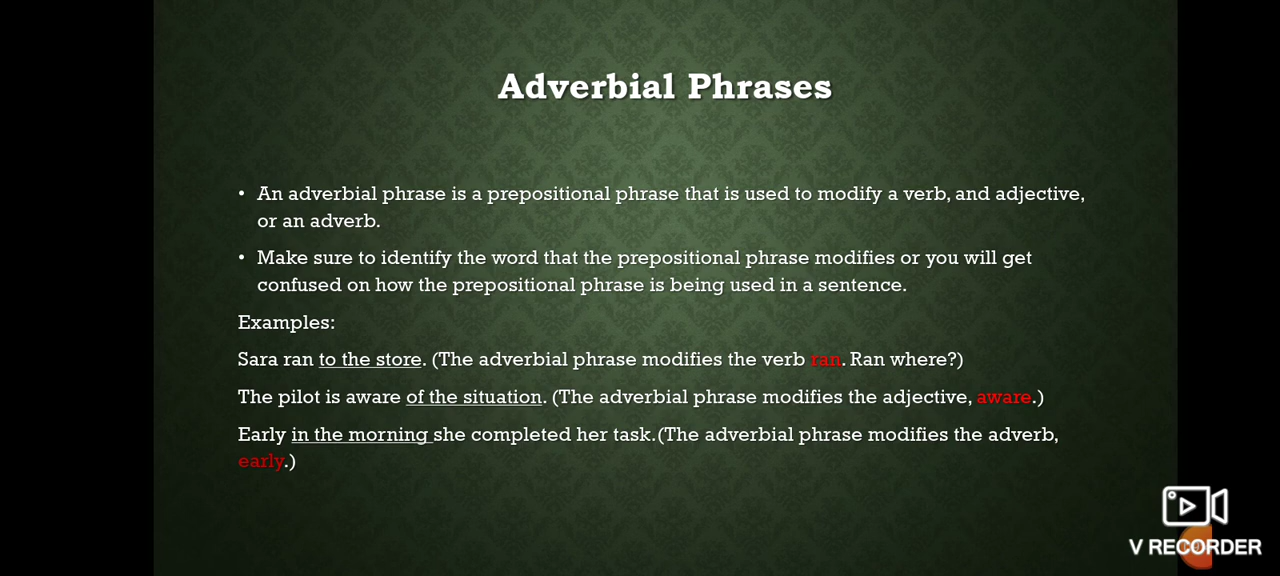 Adverbial Phrases
• An adverbial phrase is a prepositional phrase that is used to modify a verb, and adjective,
or an adverb.
• Make sure to identify the word that the prepositional phrase modifies or you will get
confused on how the prepositional phrase is being used in a sentence.
Examples:
Sara ran to the store. (The adverbial phrase modifies the verb ran. Ran where?)
The pilot is aware of the situation. (The adverbial phrase modifies the adjective, aware.)
Early in the morning she completed her task.(The adverbial phrase modifies the adverb,
early.)
V RECORDER